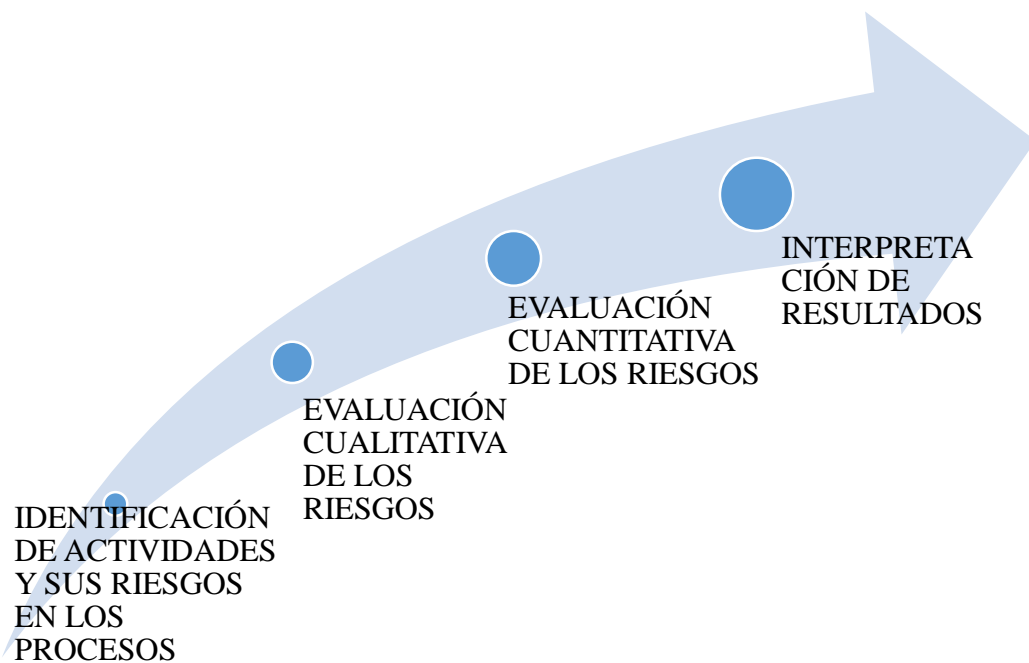 IDENTIFICACIÓN
DE ACTIVIDADES
Y SUS RIESGOS
EN LOS
PROCESOS
EVALUACIÓN
CUALITATIVA
DE LOS
RIESGOS
EVALUACIÓN
CUANTITATIVA
DE LOS RIESGOS
INTERPRETA
CIÓN DE
RESULTADOS